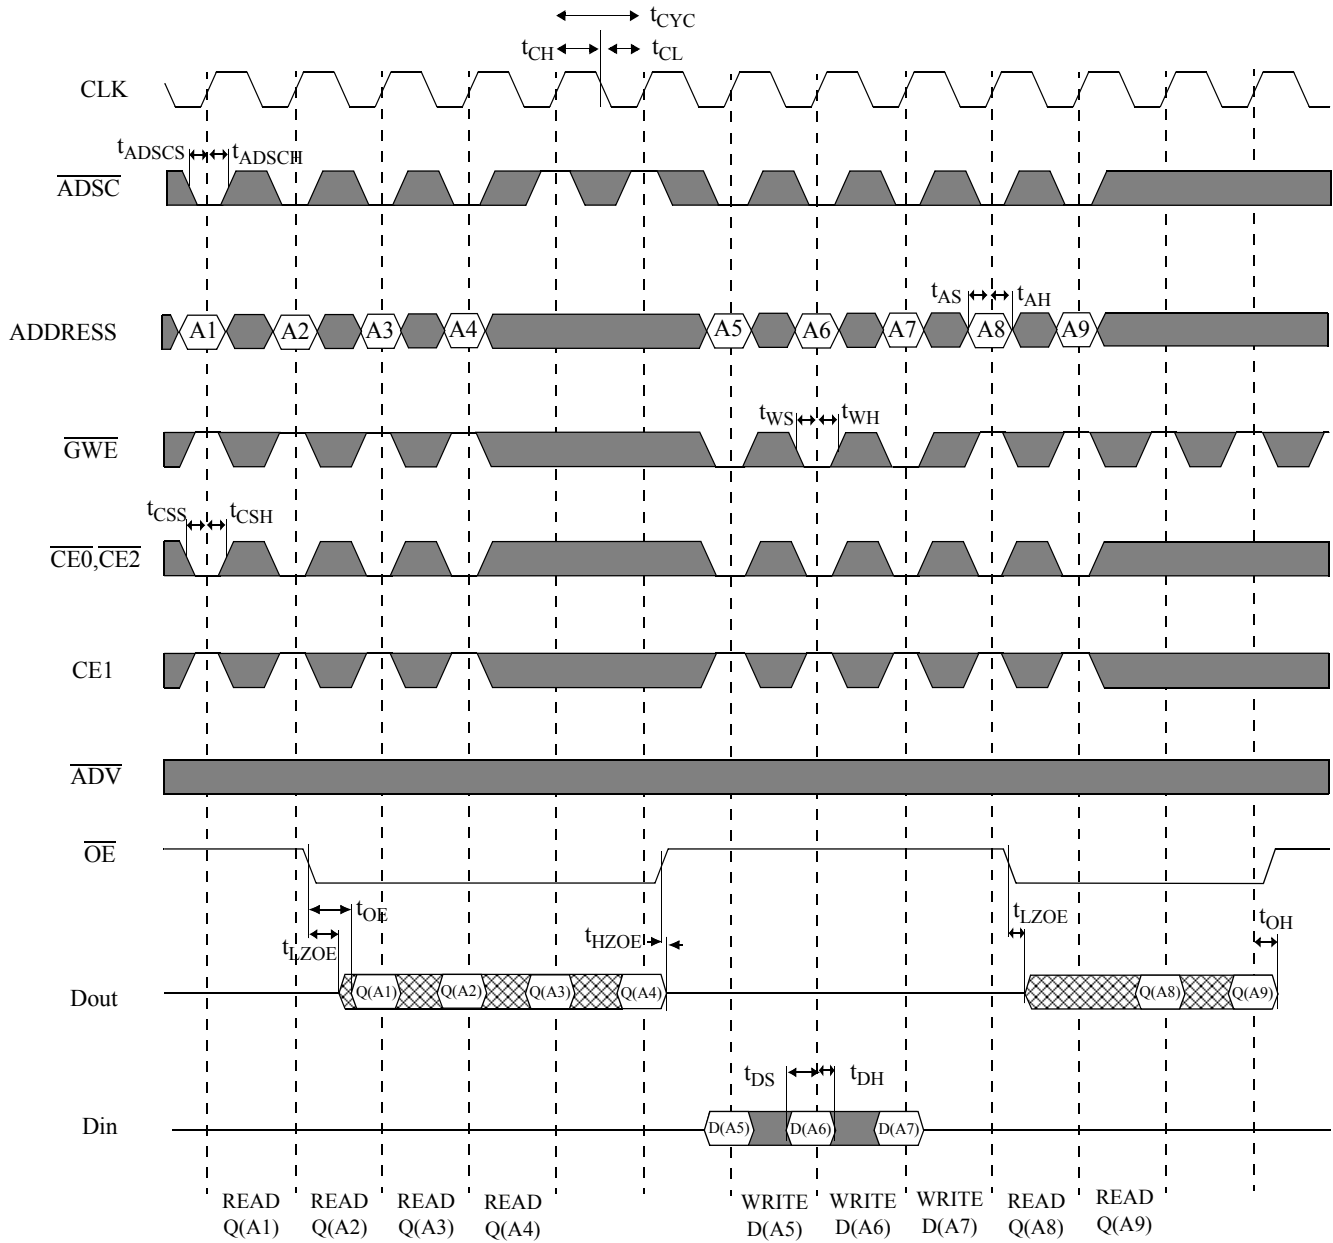 tCYC
tCH
tCL
CLK
tADSCS
tADSCH
ADSC
tAS
tAH
ADDRESS
A1
A2
A3
A4
A5
A6
A7
A8
A9
tWS
tWH
GWE
tCSS
tCSH
CE0,CE2
CE1
ADV
OE
tOE
tLZOE
tHZOE
tLZOE
tOH
Dout
Q(A1)
Q(A2)
Q(A3)
Q(A4)
Q(A8)
Q(A9)
tDS
tDH
Din
D(A5)
D(A6)
D(A7)
READ
Q(A1)
READ
Q(A2)
READ
Q(A3)
READ
Q(A4)
WRITE
D(A5)
WRITE
D(A6)
WRITE
D(A7)
READ
Q(A8)
READ
Q(A9)